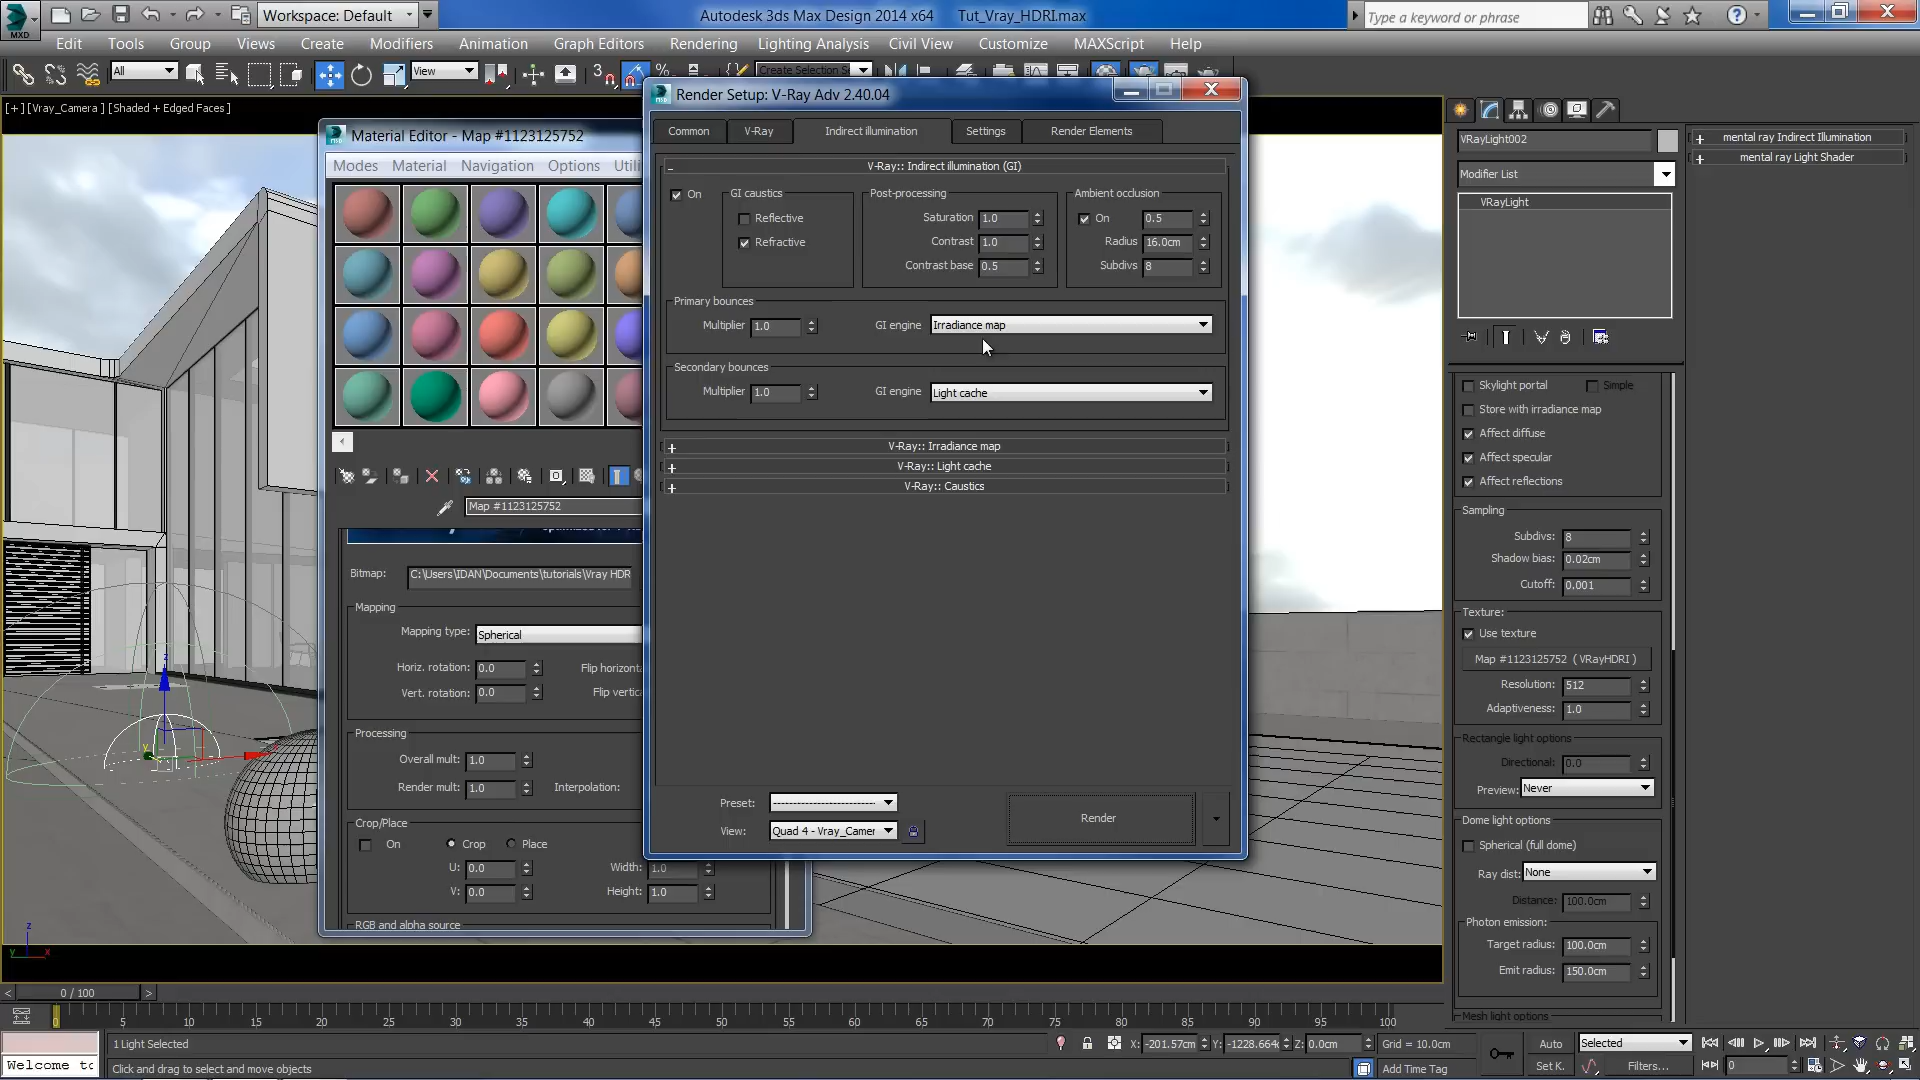 Workspace: Default
Autodesk 3ds Max Design 2014 x64 Tut_Vray_HDRI.max
Type a keyword or phrase
MXD
Edit Tools Group Views Create Modifiers Animation Graph Editors Rendering Lighting Analysis Civil View Customize MAXScript Help
All
View
3
%
Create Selection S
[+] [Vray_Camera ] [Shaded + Edged Faces ]
Material Editor - Map #1123125752
Modes Material Navigation Options Utili
Map #1123125752
Bitmap: C:\Users\IDAN\Documents\tutorials\Vray HDR
Mapping
Mapping type: Spherical
Horiz. rotation: 0.0 Flip horizonta
Vert. rotation: 0.0 Flip vertica
Processing
Overall mult: 1.0
Render mult: 1.0 Interpolation:
Crop/Place
On Crop Place
U: 0.0 Width: 1.0
V: 0.0 Height: 1.0
RGB and alpha source
Render Setup: V-Ray Adv 2.40.04
Common V-Ray Indirect illumination Settings Render Elements
- V-Ray:: Indirect illumination (GI)
On
GI caustics
Reflective
Refractive
Post-processing
Saturation 1.0
Contrast 1.0
Contrast base 0.5
Ambient occlusion
On 0.5
Radius 16.0cm
Subdivs 8
Primary bounces
Multiplier 1.0 GI engine Irradiance map
Secondary bounces
Multiplier 1.0 GI engine Light cache
+ V-Ray:: Irradiance map
+ V-Ray:: Light cache
+ V-Ray:: Caustics
Preset: --------------------------
View: Quad 4 - Vray_Camer
Render
VRayLight002
Modifier List
VRayLight
Skylight portal Simple
Store with irradiance map
Affect diffuse
Affect specular
Affect reflections
Sampling
Subdivs: 8
Shadow bias: 0.02cm
Cutoff: 0.001
Texture:
Use texture
Map #1123125752 ( VRayHDRI )
Resolution: 512
Adaptiveness: 1.0
Rectangle light options
Directional: 0.0
Preview: Never
Dome light options
Spherical (full dome)
Ray dist: None
Distance: 100.0cm
Photon emission:
Target radius: 100.0cm
Emit radius: 150.0cm
Mesh light options
+ mental ray Indirect Illumination
+ mental ray Light Shader
z
y
x
z
y x
< 0 / 100 >
0 5 10 15 20 25 30 35 40 45 50 55 60 65 70 75 80 85 90 95 100
1 Light Selected
X: -201.57cm Y: -1228.664c Z: 0.0cm Grid = 10.0cm
Auto Selected
Welcome to
Click and drag to select and move objects
Add Time Tag
Set K. Filters... 0